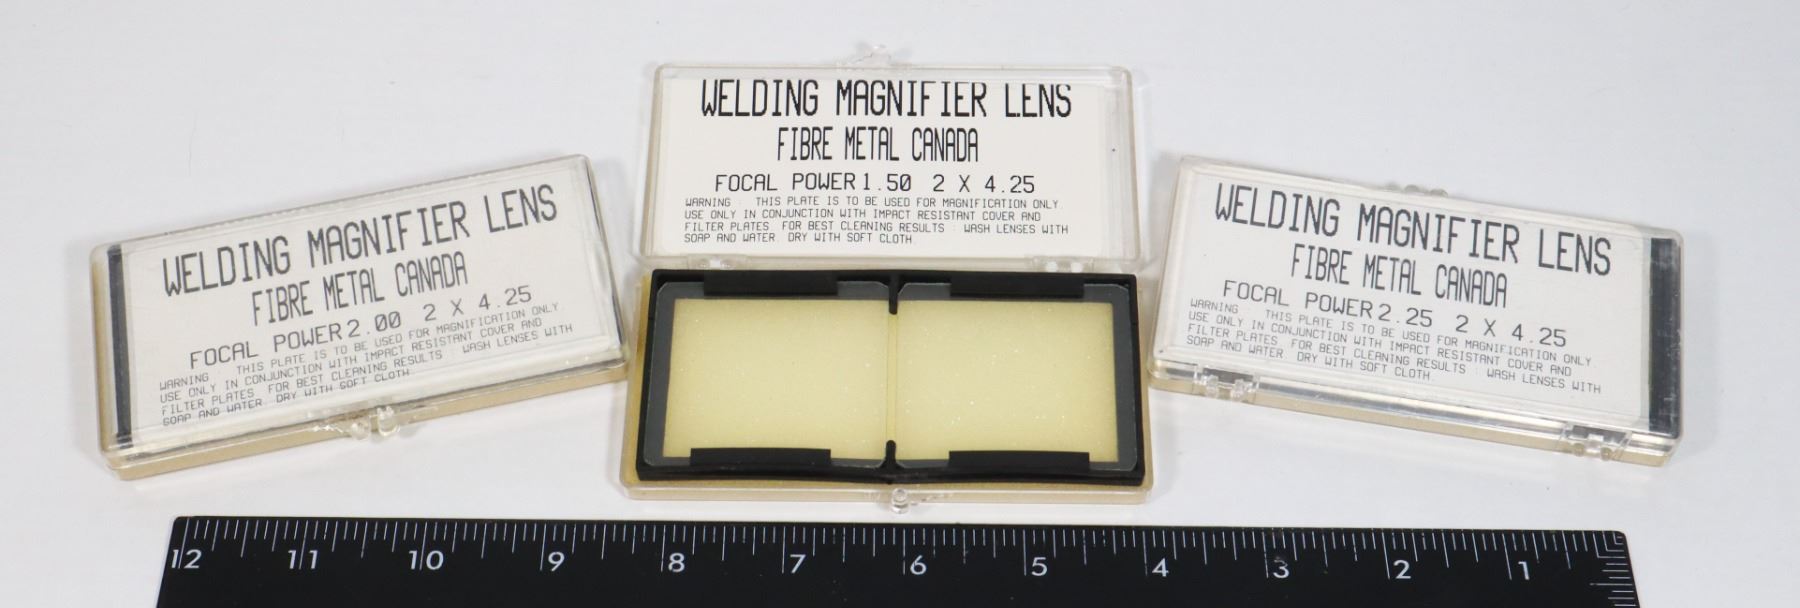 WELDING MAGNIFIER LENS
FIBRE METAL CANADA
FOCAL POWER 2.00 2 X 4.25
WARNING THIS PLATE IS TO BE USED FOR MAGNIFICATION ONLY
USE ONLY IN CONJUNCTION WITH IMPACT RESISTANT COVER AND
FILTER PLATES FOR BEST CLEANING RESULTS : WASH LENSES WITH
SOAP AND WATER. DRY WITH SOFT CLOTH.
WELDING MAGNIFIER LENS
FIBRE METAL CANADA
FOCAL POWER 1.50 2 X 4.25
WARNING : THIS PLATE IS TO BE USED FOR MAGNIFICATION ONLY.
USE ONLY IN CONJUNCTION WITH IMPACT RESISTANT COVER AND
FILTER PLATES. FOR BEST CLEANING RESULTS : WASH LENSES WITH
SOAP AND WATER. DRY WITH SOFT CLOTH.
WELDING MAGNIFIER LENS
FIBRE METAL CANADA
FOCAL POWER 2.25 2 X 4.25
WARNING : THIS PLATE IS TO BE USED FOR MAGNIFICATION ONLY.
USE ONLY IN CONJUNCTION WITH IMPACT RESISTANT COVER AND
FILTER PLATES. FOR BEST CLEANING RESULTS : WASH LENSES WITH
SOAP AND WATER. DRY WITH SOFT CLOTH.
12 11 10 9 8 7 6 5 4 3 2 1